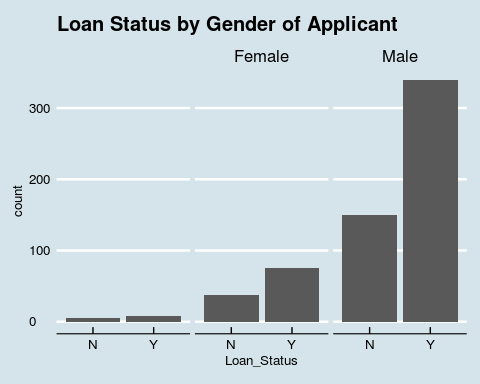 Loan Status by Gender of Applicant
Female Male
300
200
100
0
count
N Y N Y N Y
Loan_Status